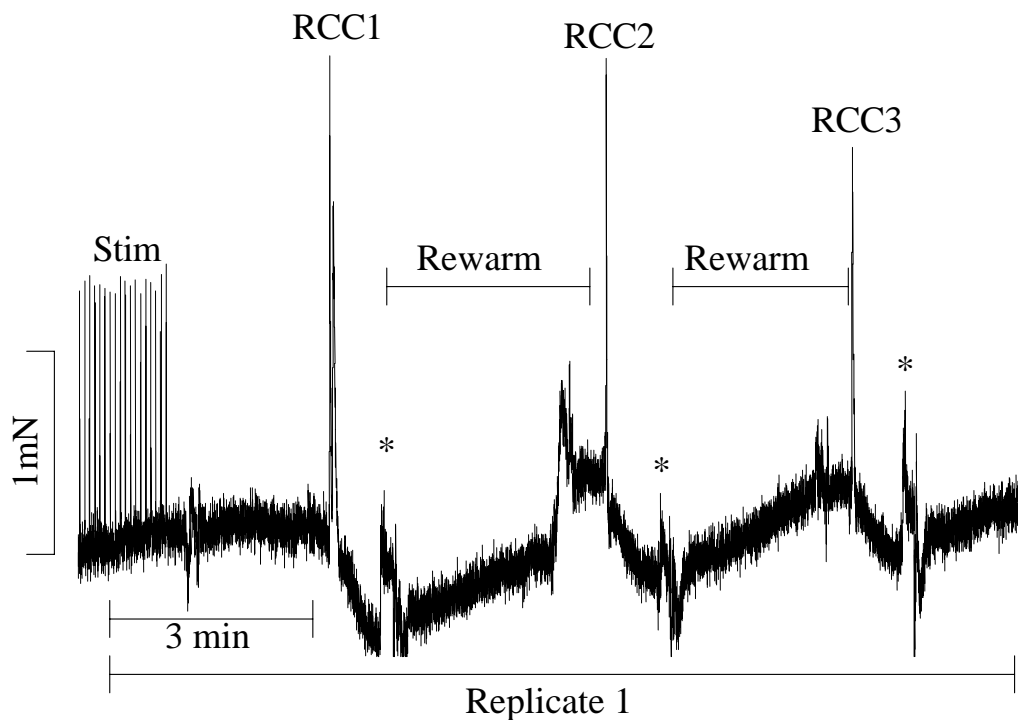 RCC1
RCC2
RCC3
Stim
Rewarm
Rewarm
*
*
*
1mN
3 min
Replicate 1